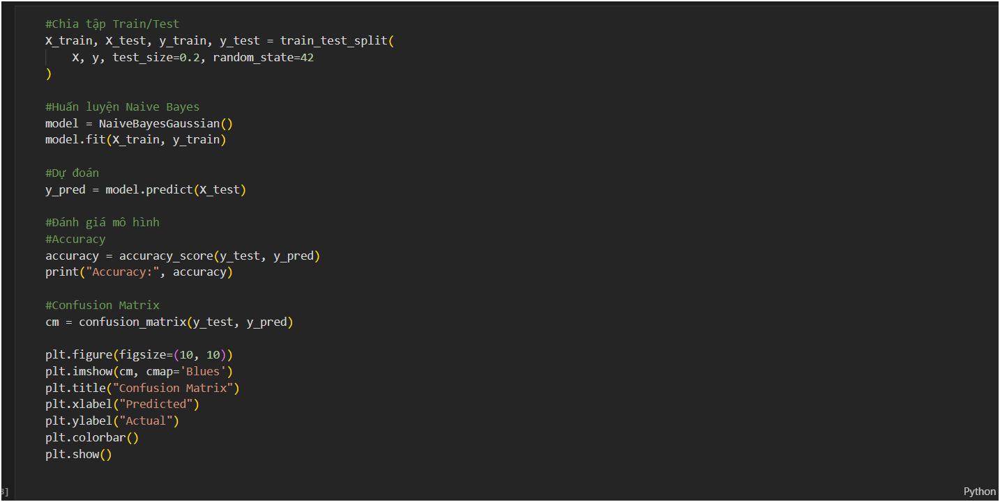 #Chia tập Train/Test
X_train, X_test, y_train, y_test = train_test_split(
    X, y, test_size=0.2, random_state=42
)
#Huấn luyện Naive Bayes
model = NaiveBayesGaussian()
model.fit(X_train, y_train)
#Dự đoán
y_pred = model.predict(X_test)
#Đánh giá mô hình
#Accuracy
accuracy = accuracy_score(y_test, y_pred)
print("Accuracy:", accuracy)
#Confusion Matrix
cm = confusion_matrix(y_test, y_pred)
plt.figure(figsize=(10, 10))
plt.imshow(cm, cmap='Blues')
plt.title("Confusion Matrix")
plt.xlabel("Predicted")
plt.ylabel("Actual")
plt.colorbar()
plt.show()
Python